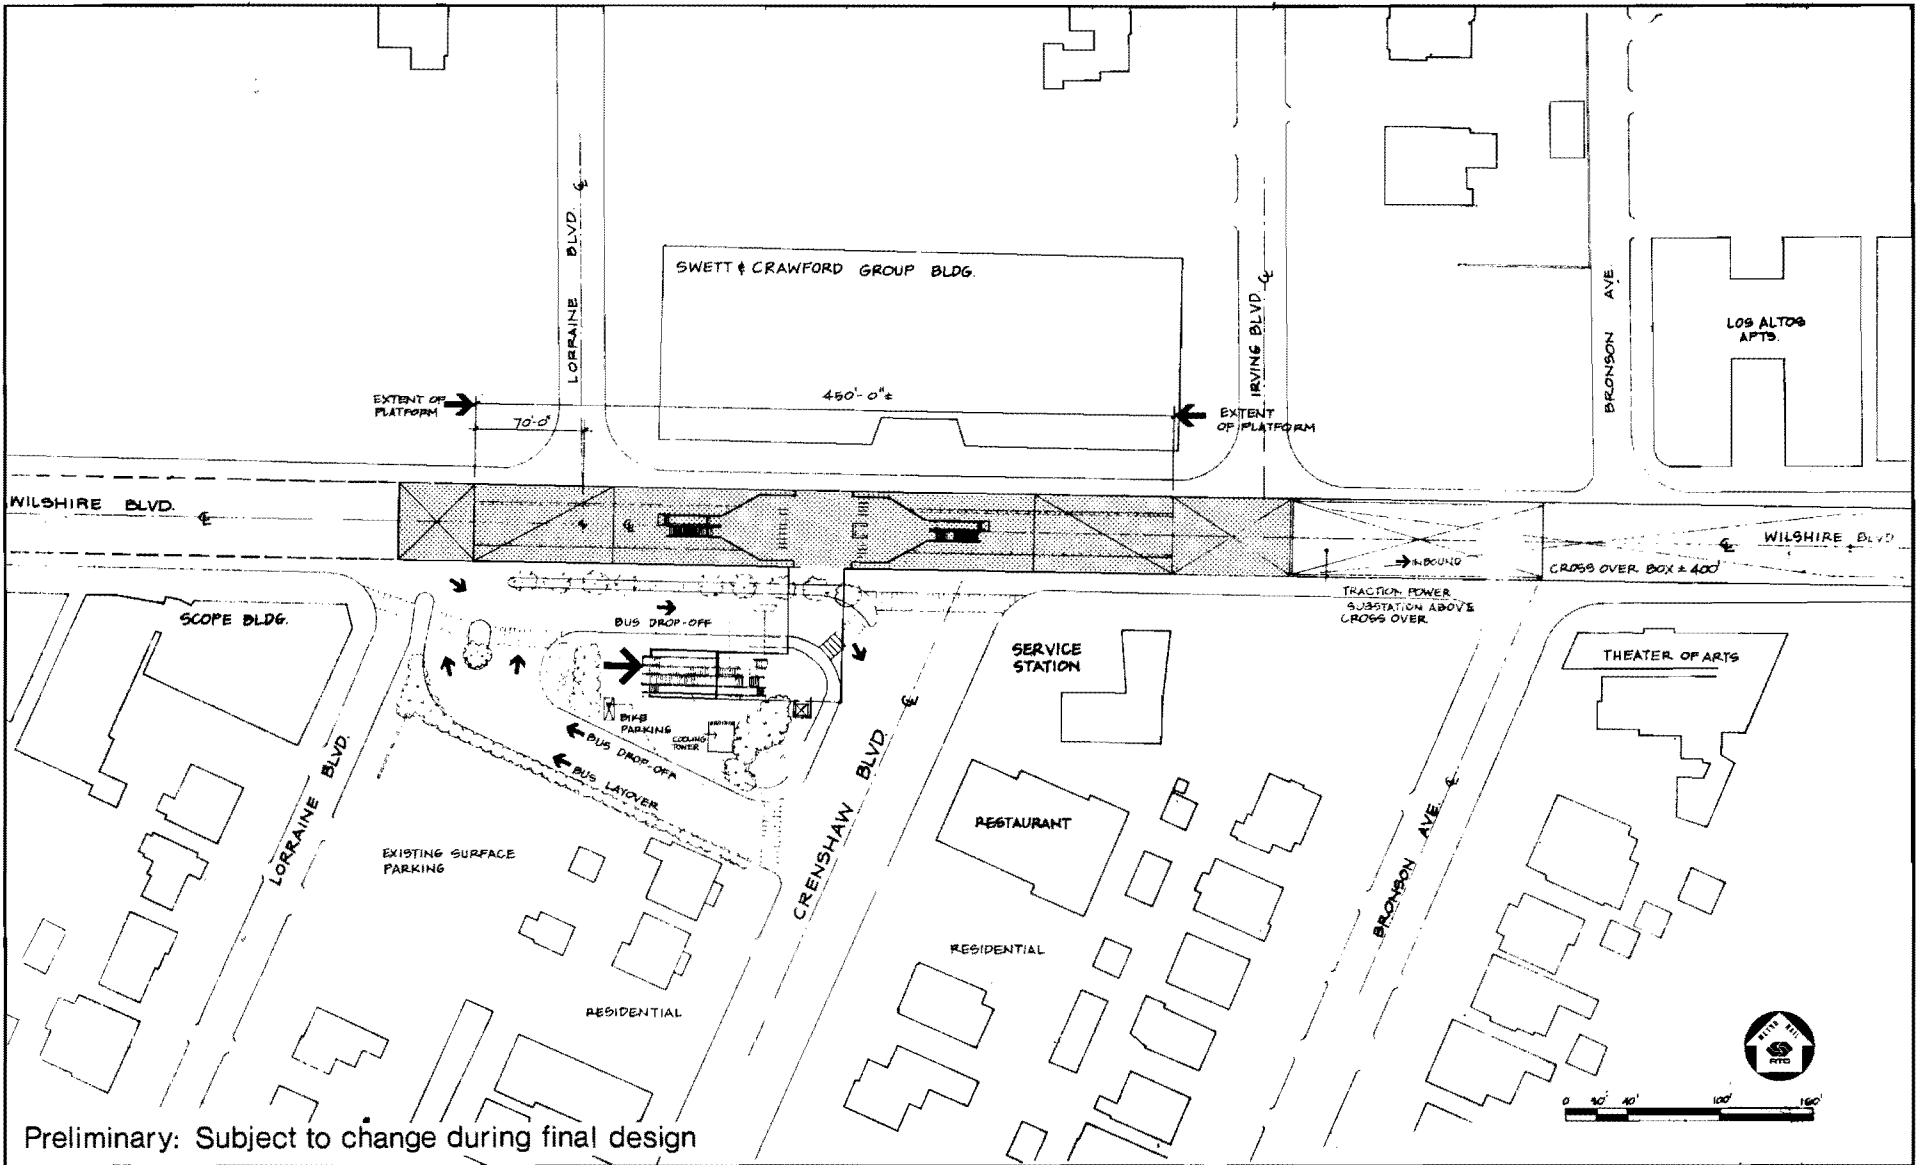 SWETT & CRAWFORD GROUP BLDG.
LORRAINE BLVD. ℄
IRVING BLVD. ℄
BRONSON AVE.
LOS ALTOS
APTS.
EXTENT OF
PLATFORM
450'-0"±
70'-0"
EXTENT
OF PLATFORM
WILSHIRE BLVD.
℄
℄
INBOUND
℄
WILSHIRE BLVD
CROSS OVER BOX ± 400'
TRACTION POWER
SUBSTATION ABOVE
CROSS OVER
SCOPE BLDG.
BUS DROP-OFF
SERVICE
STATION
THEATER OF ARTS
BIKE
PARKING
COOLING
TOWER
BUS DROP-OFF
BUS LAYOVER
LORRAINE BLVD.
CRENSHAW BLVD. ℄
BRONSON AVE. ℄
RESTAURANT
EXISTING SURFACE
PARKING
RESIDENTIAL
RESIDENTIAL
METRO RAIL
RTD
0 40' 100'
Preliminary: Subject to change during final design